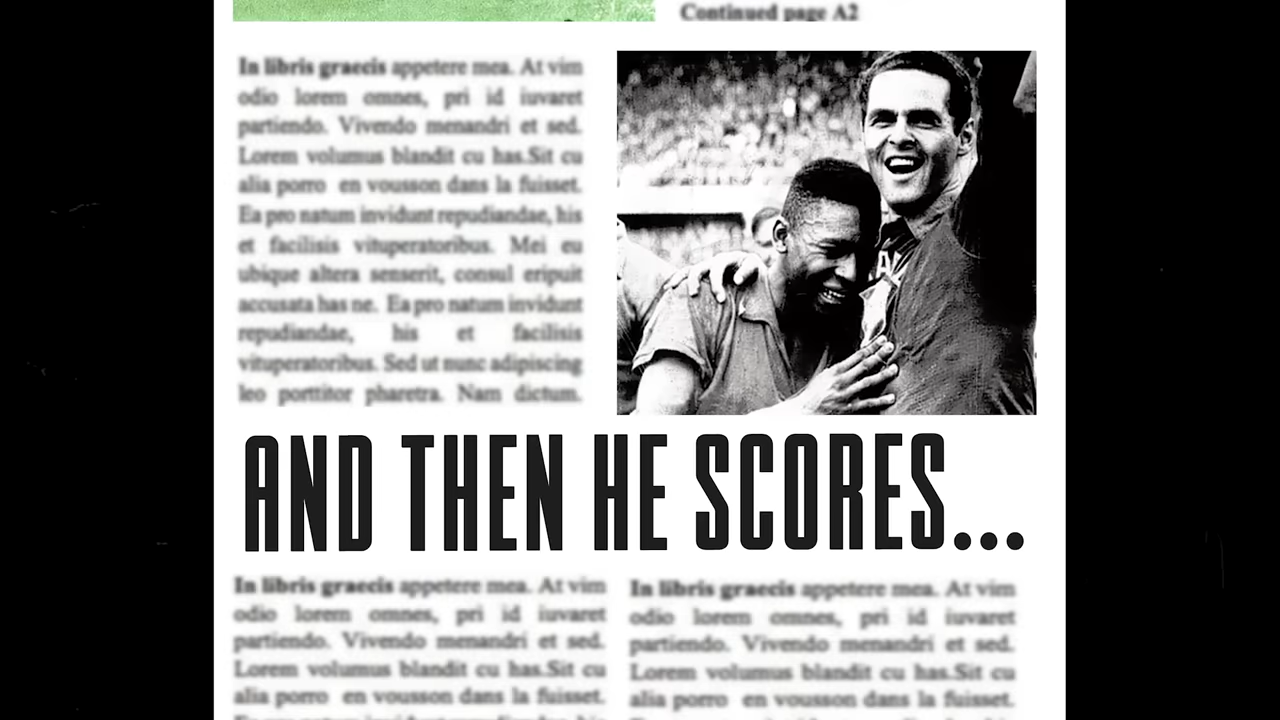 Continued page A2
In libris graecis appetere mea. At vim
odio lorem omnes, pri id iuvaret
partiendo. Vivendo menandri et sed.
Lorem volumus blandit cu has.Sit cu
alia porro en vousson dans la fuisset.
Ea pro natum invidunt repudiandae, his
et facilisis vituperatoribus. Mei eu
ubique altera senserit, consul eripuit
accusata has ne. Ea pro natum invidunt
repudiandae, his et facilisis
vituperatoribus. Sed ut nunc adipiscing
leo porttitor pharetra. Nam dictum.
AND THEN HE SCORES...
In libris graecis appetere mea. At vim
odio lorem omnes, pri id iuvaret
partiendo. Vivendo menandri et sed.
Lorem volumus blandit cu has.Sit cu
alia porro en vousson dans la fuisset.
In libris graecis appetere mea. At vim
odio lorem omnes, pri id iuvaret
partiendo. Vivendo menandri et sed.
Lorem volumus blandit cu has.Sit cu
alia porro en vousson dans la fuisset.